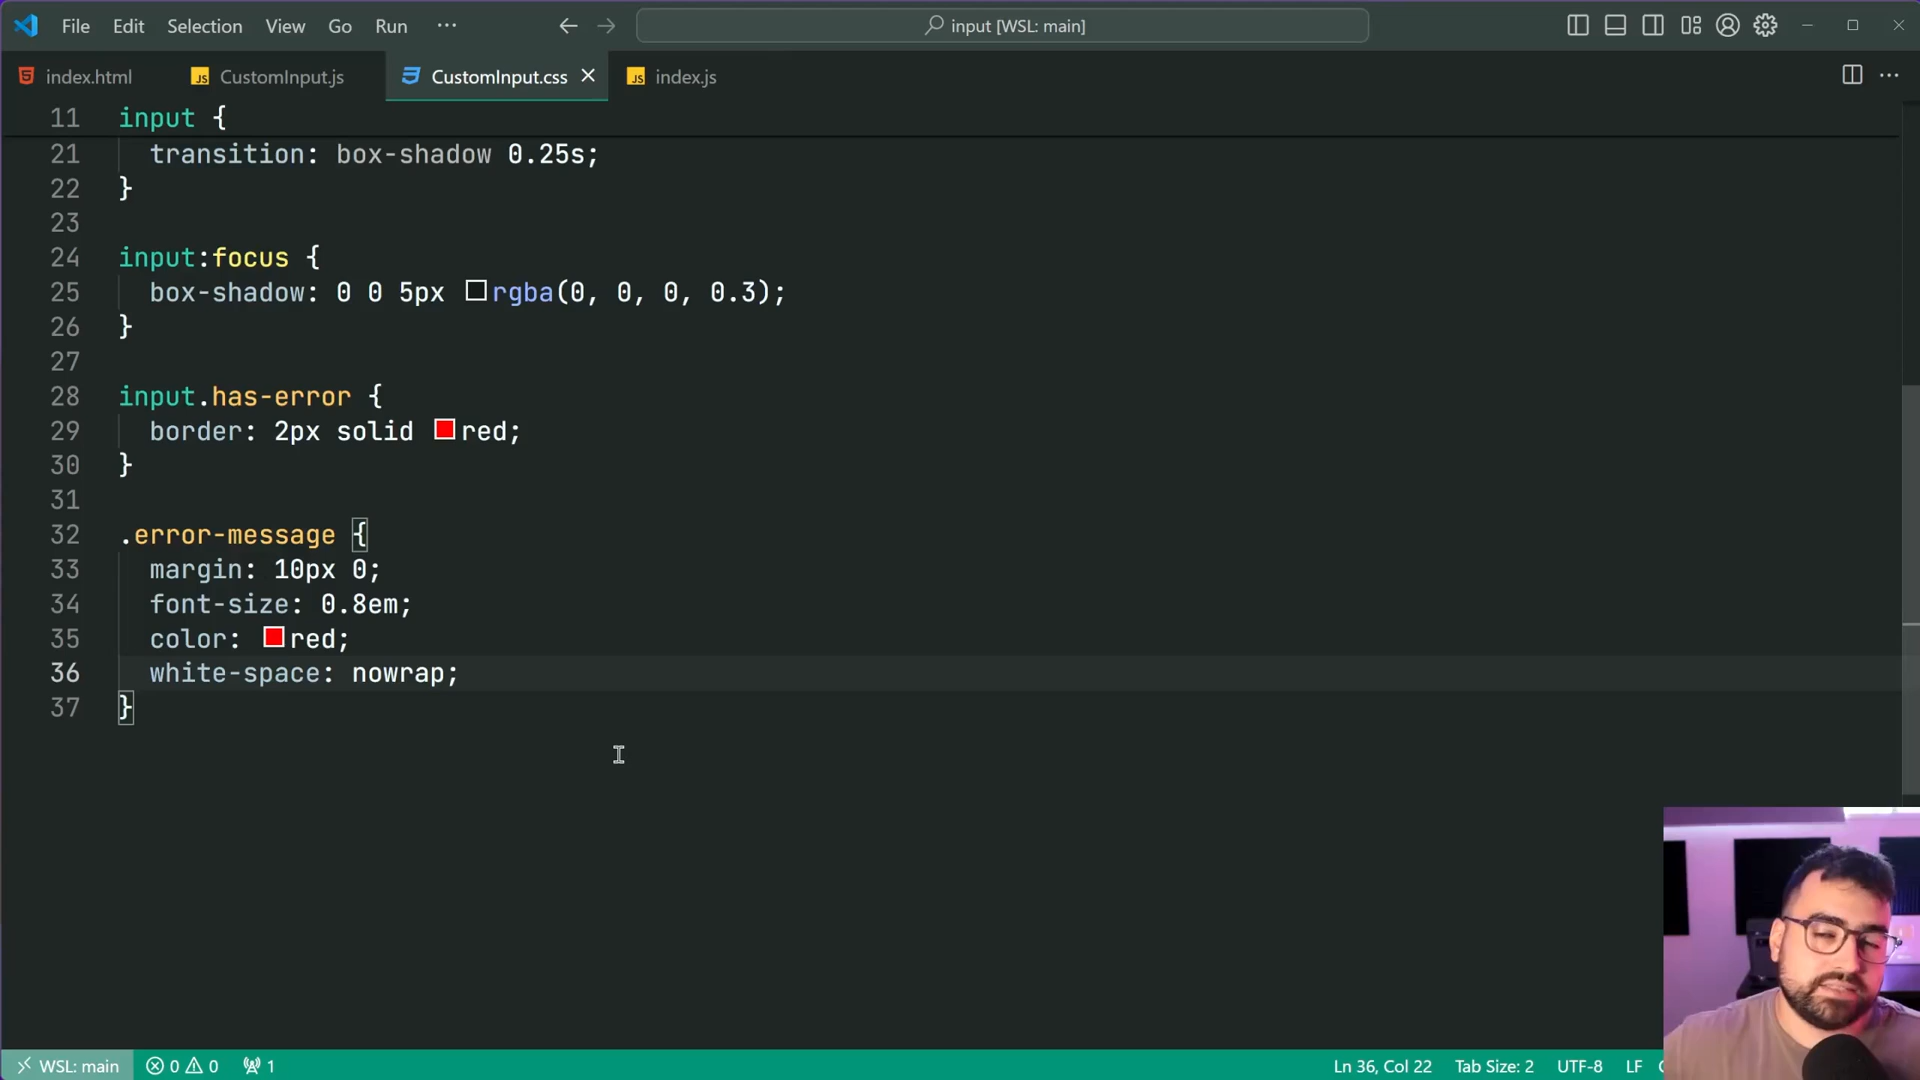 File Edit Selection View Go Run ···
input [WSL: main]
index.html
JS CustomInput.js
CustomInput.css
JS index.js
11 input {
21 transition: box-shadow 0.25s;
22 }
23
24 input:focus {
25 box-shadow: 0 0 5px rgba(0, 0, 0, 0.3);
26 }
27
28 input.has-error {
29 border: 2px solid red;
30 }
31
32 .error-message {
33 margin: 10px 0;
34 font-size: 0.8em;
35 color: red;
36 white-space: nowrap;
37 }
WSL: main 0 0 1 Ln 36, Col 22 Tab Size: 2 UTF-8 LF